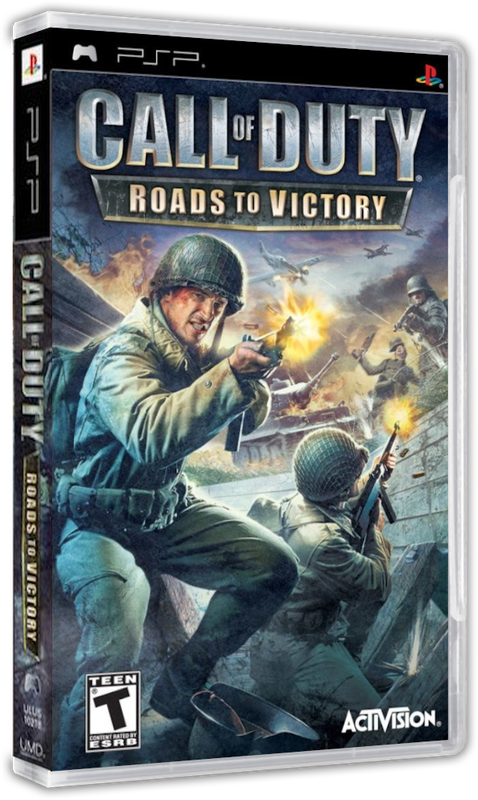 PSP
CALL OF DUTY
ROADS TO VICTORY
TEEN
T
CONTENT RATED BY
ESRB
ACTIVISION
PSP
CALL OF DUTY
ROADS TO VICTORY
ULUS
10218
UMD